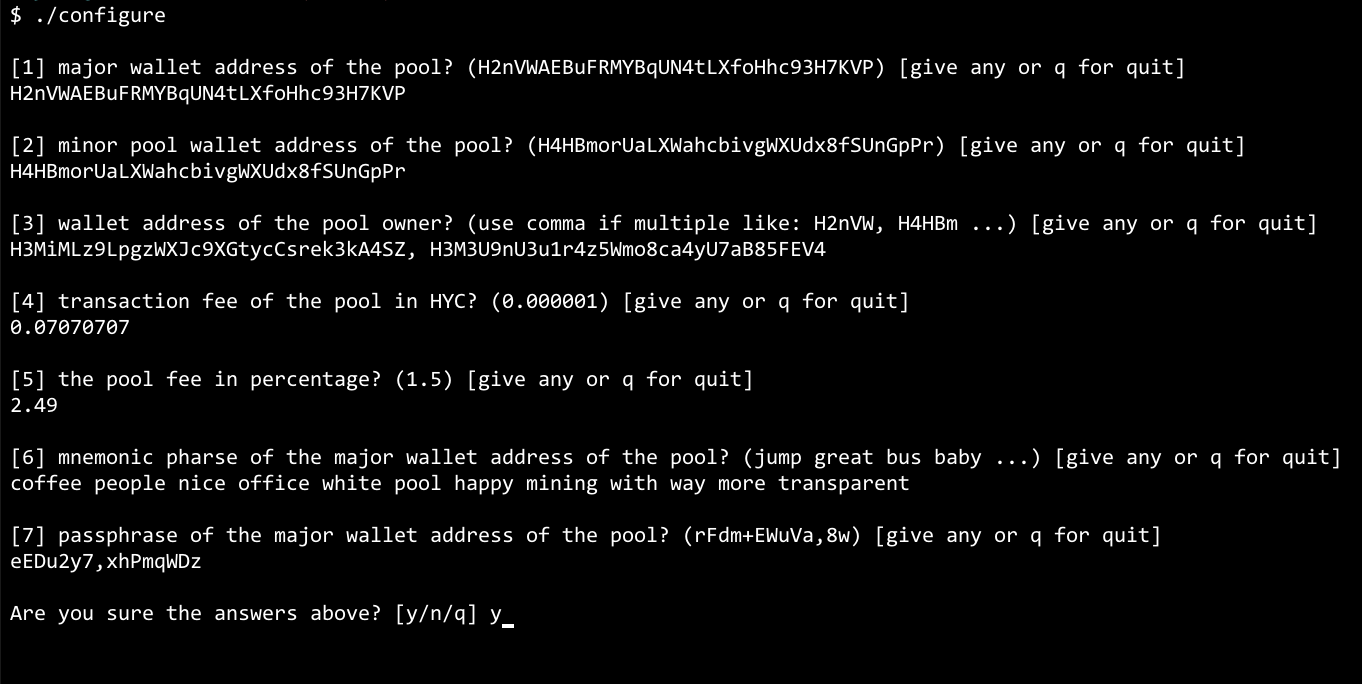 $ ./configure
[1] major wallet address of the pool? (H2nVWAEBuFRMYBqUN4tLXfoHhc93H7KVP) [give any or q for quit]
H2nVWAEBuFRMYBqUN4tLXfoHhc93H7KVP
[2] minor pool wallet address of the pool? (H4HBmorUaLXWahcbivgWXUdx8fSUnGpPr) [give any or q for quit]
H4HBmorUaLXWahcbivgWXUdx8fSUnGpPr
[3] wallet address of the pool owner? (use comma if multiple like: H2nVW, H4HBm ...) [give any or q for quit]
H3MiMLz9LpgzWXJc9XGtycCsrek3kA4SZ, H3M3U9nU3u1r4z5Wmo8ca4yU7aB85FEV4
[4] transaction fee of the pool in HYC? (0.000001) [give any or q for quit]
0.07070707
[5] the pool fee in percentage? (1.5) [give any or q for quit]
2.49
[6] mnemonic pharse of the major wallet address of the pool? (jump great bus baby ...) [give any or q for quit]
coffee people nice office white pool happy mining with way more transparent
[7] passphrase of the major wallet address of the pool? (rFdm+EWuVa,8w) [give any or q for quit]
eEDu2y7,xhPmqWDz
Are you sure the answers above? [y/n/q] y_